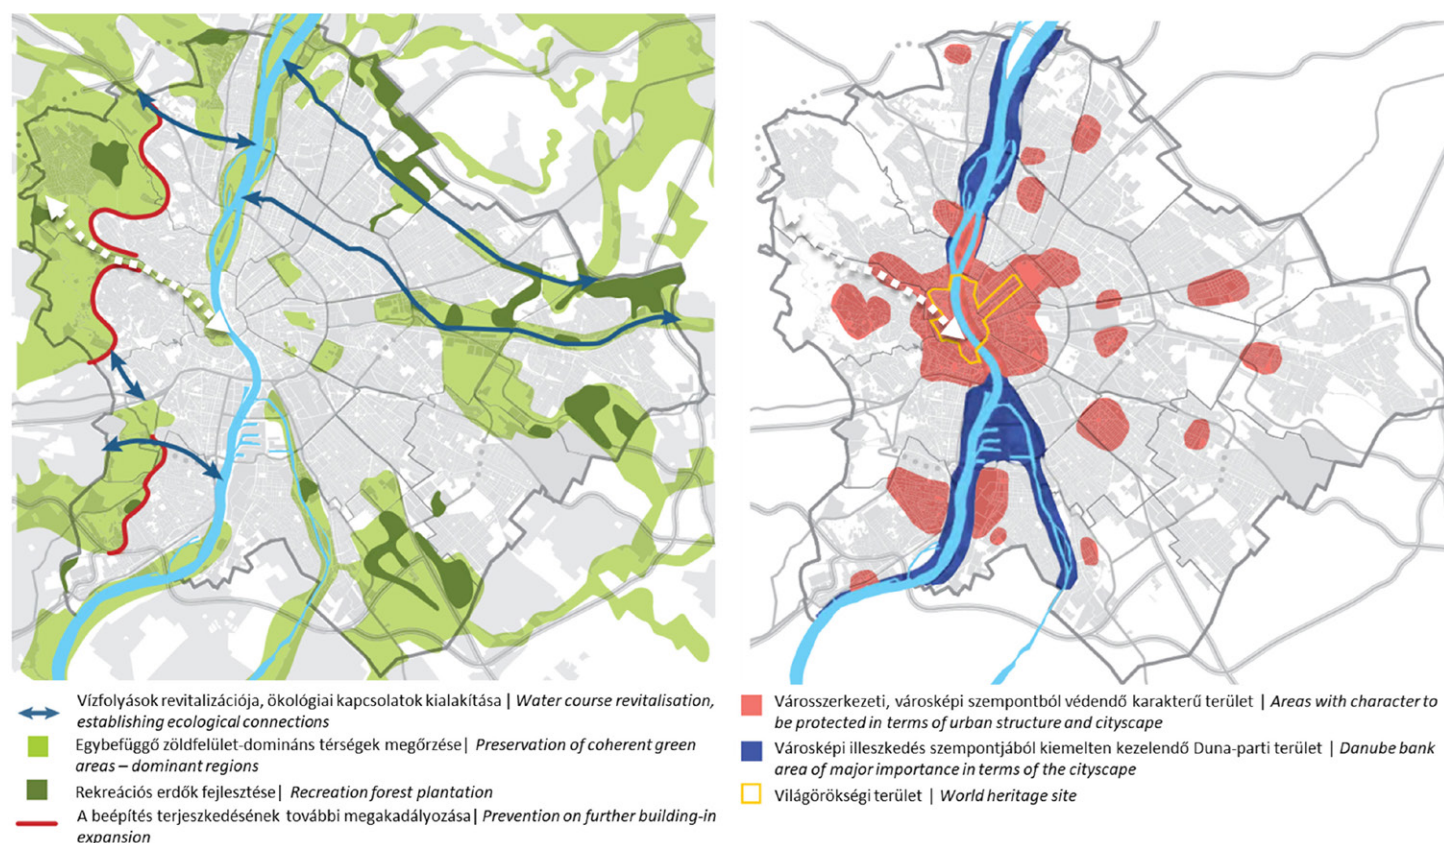 Vízfolyások revitalizációja, ökológiai kapcsolatok kialakítása | Water course revitalisation,
establishing ecological connections
Egybefüggő zöldfelület-domináns térségek megőrzése| Preservation of coherent green
areas – dominant regions
Rekreációs erdők fejlesztése| Recreation forest plantation
A beépítés terjeszkedésének további megakadályozása| Prevention on further building-in
expansion
Városszerkezeti, városképi szempontból védendő karakterű terület | Areas with character to
be protected in terms of urban structure and cityscape
Városképi illeszkedés szempontjából kiemelten kezelendő Duna-parti terület | Danube bank
area of major importance in terms of the cityscape
Világörökségi terület | World heritage site